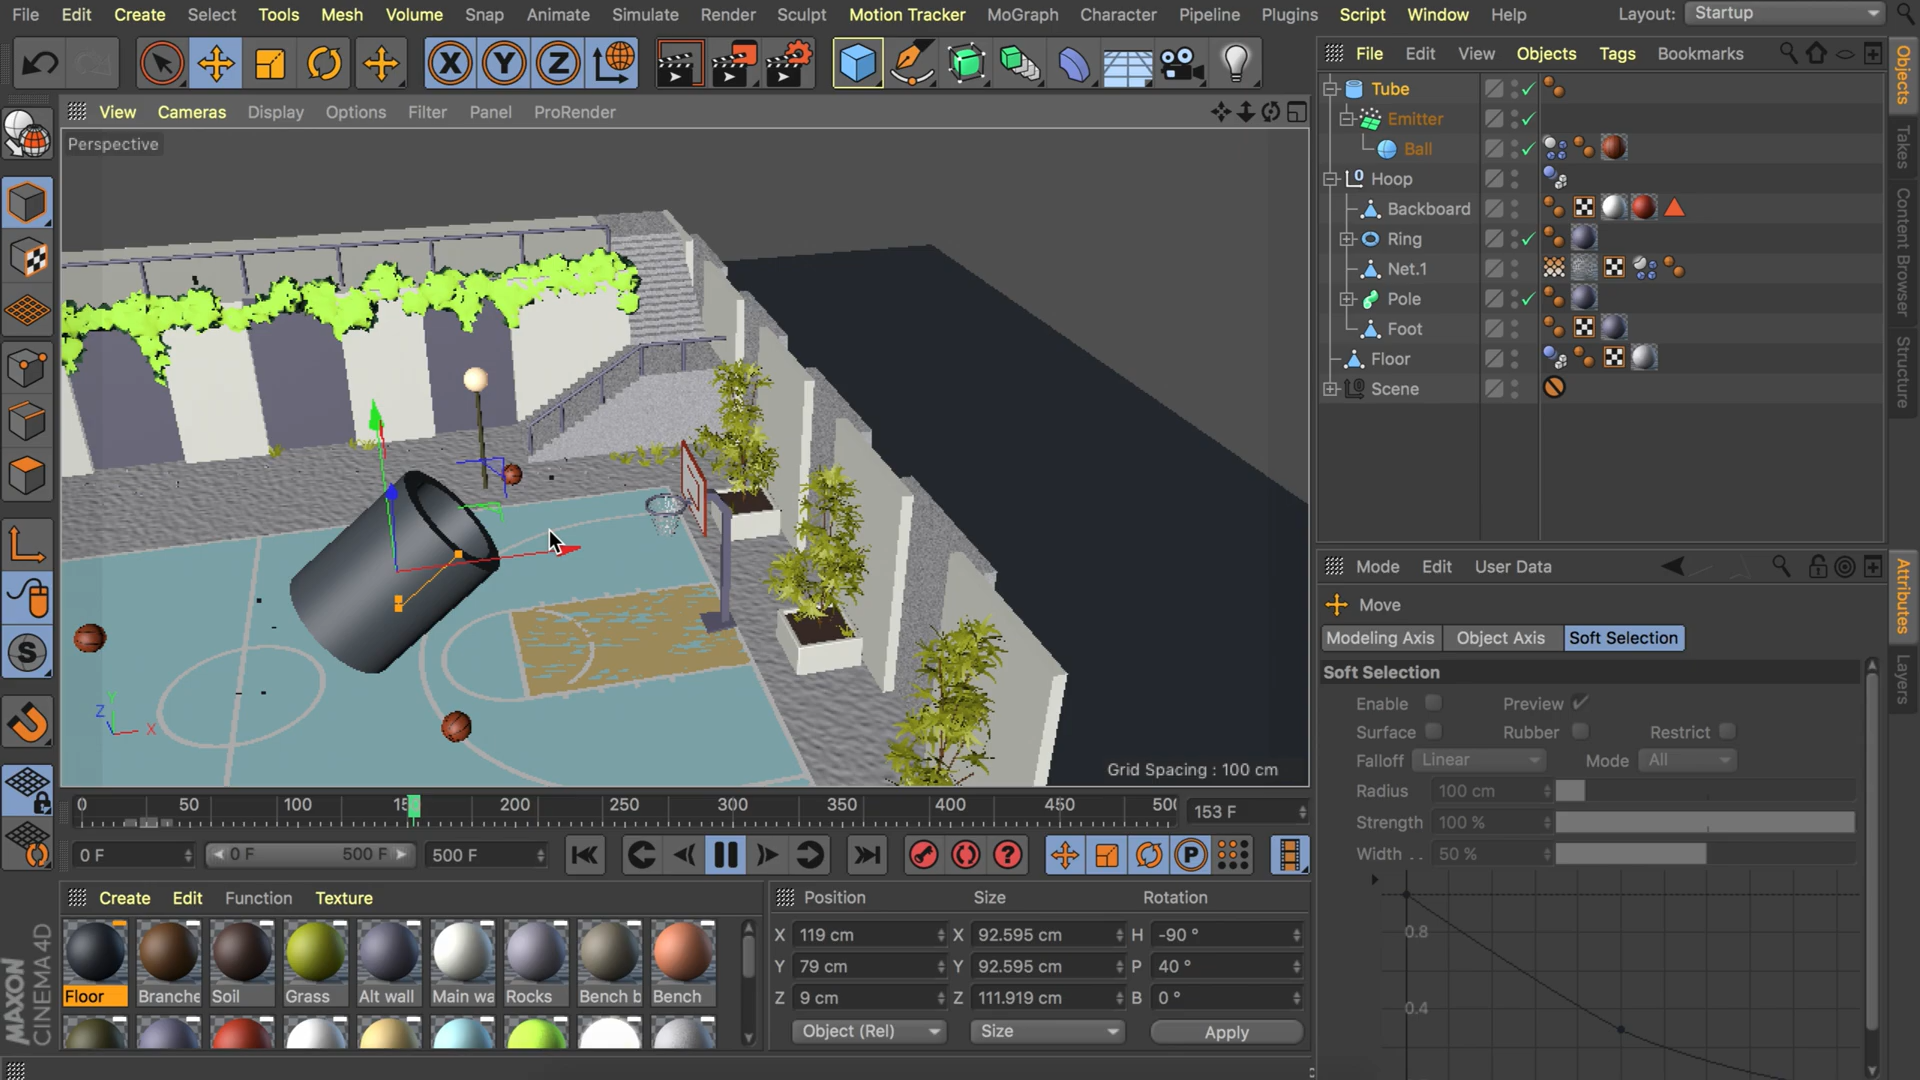 File Edit Create Select Tools Mesh Volume Snap Animate Simulate Render Sculpt Motion Tracker MoGraph Character Pipeline Plugins Script Window Help Layout: Startup
X Y Z
View Cameras Display Options Filter Panel ProRender
Perspective
Y
Z
X
Grid Spacing : 100 cm
S
File Edit View Objects Tags Bookmarks
Tube
Emitter
Ball
Hoop
Backboard
Ring
Net.1
Pole
Foot
Floor
Scene
Objects
Takes
Content Browser
Structure
Mode Edit User Data
Move
Modeling Axis Object Axis Soft Selection
Soft Selection
Enable Preview
Surface Rubber Restrict
Falloff Linear Mode All
Radius 100 cm
Strength 100 %
Width . . 50 %
0.8
0.4
Attributes
Layers
0 50 100 200 250 300 350 400 450 153 F
0 F 0 F 500 F 500 F
P
Create Edit Function Texture
Floor Branche Soil Grass Alt wall Main wa Rocks Bench b Bench
Position Size Rotation
X 119 cm X 92.595 cm H -90 °
Y 79 cm Y 92.595 cm P 40 °
Z 9 cm Z 111.919 cm B 0 °
Object (Rel) Size Apply
MAXON
CINEMA 4D